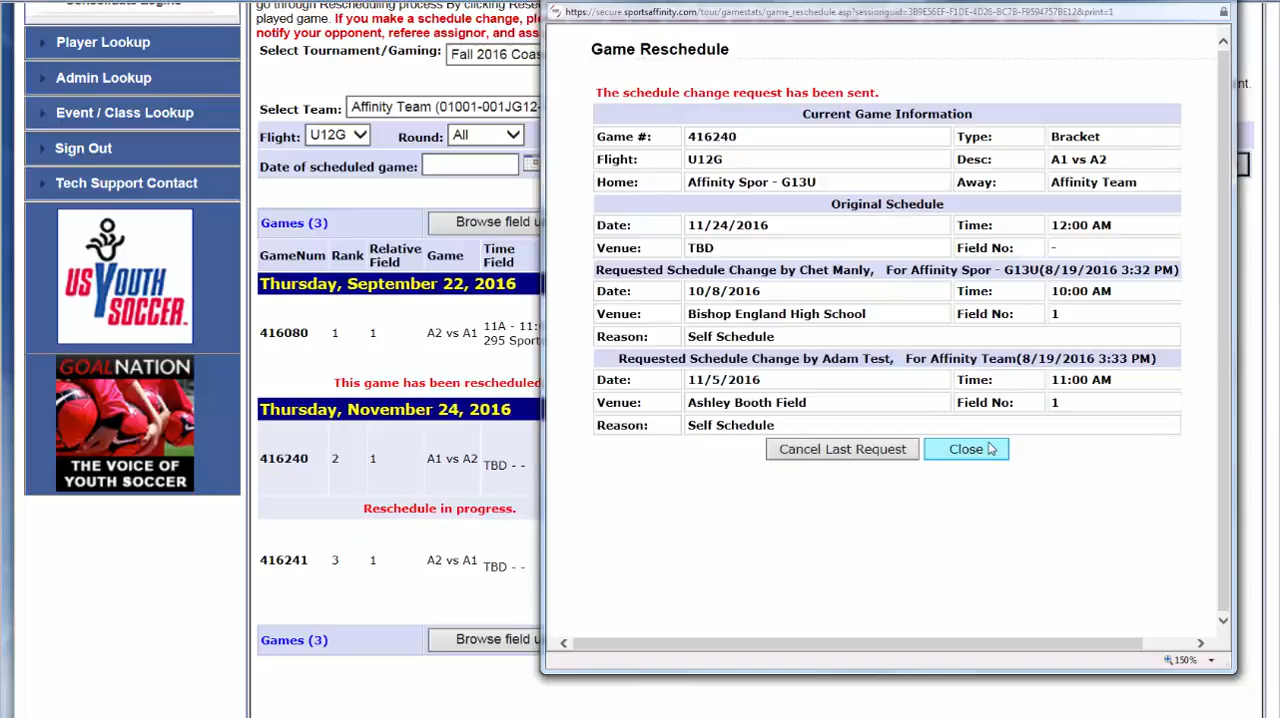 Player Lookup
Admin Lookup
Event / Class Lookup
Sign Out
Tech Support Contact
US YOUTH SOCCER
GOALNATION
THE VOICE OF
YOUTH SOCCER
go through Rescheduling process By clicking
played game. If you make a schedule change,
notify your opponent, referee assignor, and
Select Tournament/Gaming: Fall 2016
Select Team: Affinity Team (01001-001JG12-
Flight: U12G Round: All
Date of scheduled game:
Games (3) Browse field
GameNum Rank Relative Field Game Time Field
Thursday, September 22, 2016
416080 1 1 A2 vs A1 11A -
295
This game has been rescheduled
Thursday, November 24, 2016
416240 2 1 A1 vs A2 TBD - -
Reschedule in progress.
416241 3 1 A2 vs A1 TBD - -
Games (3) Browse field
https://secure.sportsaffinity.com/tour/gamestats/game_reschedule.asp?sessionguid=3B9E56EF-F1DE-4D26-BC7B-F9594757BE12&print=1
Game Reschedule
The schedule change request has been sent.
Current Game Information
Game #: 416240 Type: Bracket
Flight: U12G Desc: A1 vs A2
Home: Affinity Spor - G13U Away: Affinity Team
Original Schedule
Date: 11/24/2016 Time: 12:00 AM
Venue: TBD Field No: -
Requested Schedule Change by Chet Manly, For Affinity Spor - G13U(8/19/2016 3:32 PM)
Date: 10/8/2016 Time: 10:00 AM
Venue: Bishop England High School Field No: 1
Reason: Self Schedule
Requested Schedule Change by Adam Test, For Affinity Team(8/19/2016 3:33 PM)
Date: 11/5/2016 Time: 11:00 AM
Venue: Ashley Booth Field Field No: 1
Reason: Self Schedule
Cancel Last Request Close
150%